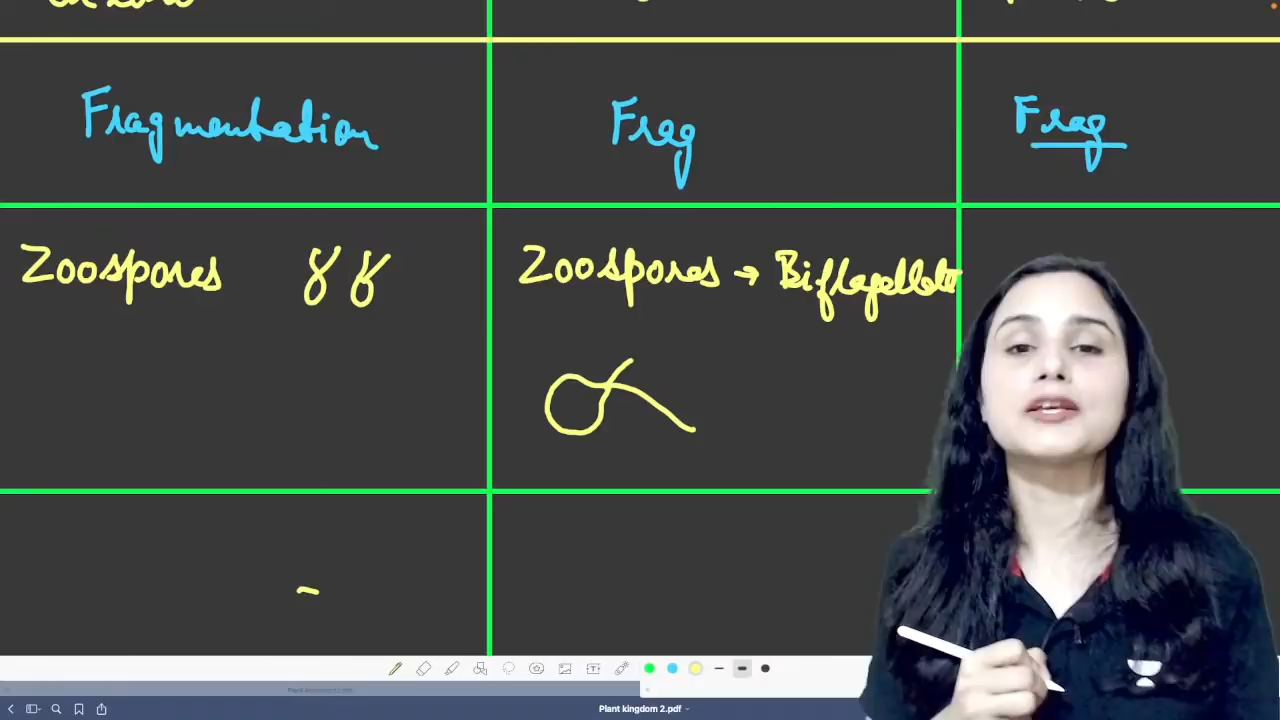 Fragmentation Frag Frag
Zoospores Zoospores → Biflagellate
Plant kingdom 2.pdf